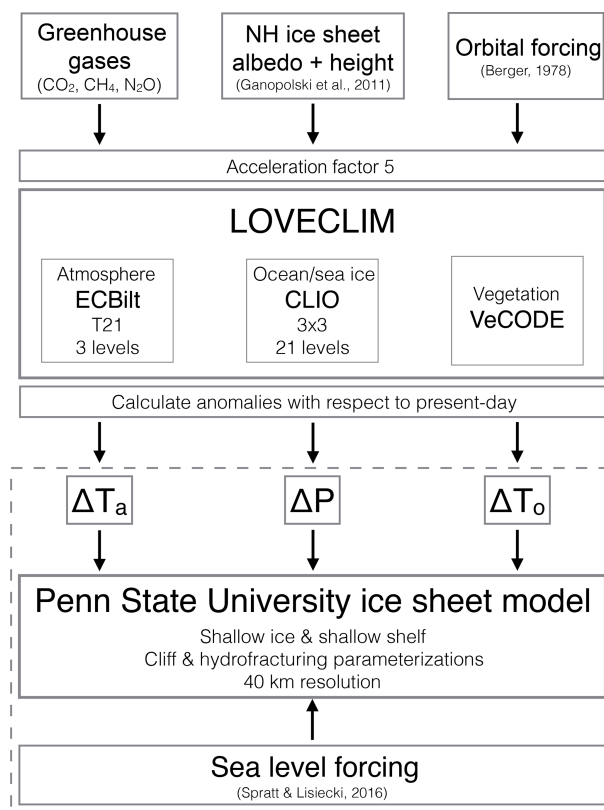 Greenhouse
gases
(CO₂, CH₄, N₂O)
NH ice sheet
albedo + height
(Ganopolski et al., 2011)
Orbital forcing
(Berger, 1978)
Acceleration factor 5
LOVECLIM
Atmosphere
ECBilt
T21
3 levels
Ocean/sea ice
CLIO
3x3
21 levels
Vegetation
VeCODE
Calculate anomalies with respect to present-day
ΔTₐ
ΔP
ΔTₒ
Penn State University ice sheet model
Shallow ice & shallow shelf
Cliff & hydrofracturing parameterizations
40 km resolution
Sea level forcing
(Spratt & Lisiecki, 2016)